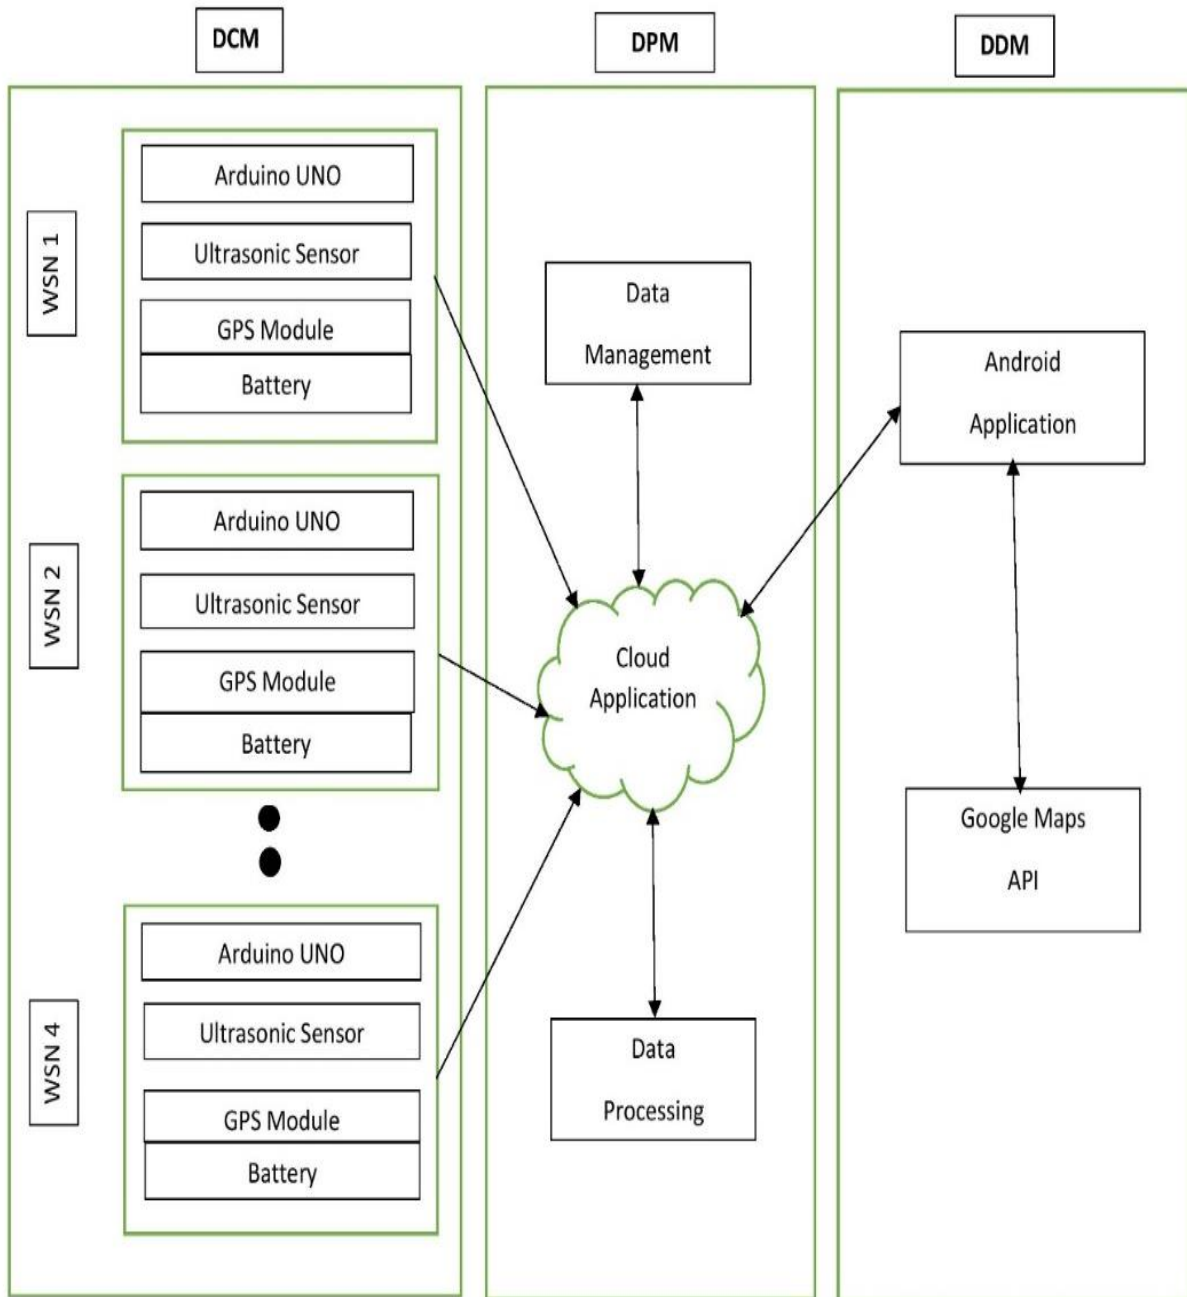 DCM
DPM
DDM
WSN 1
Arduino UNO
Ultrasonic Sensor
GPS Module
Battery
WSN 2
Arduino UNO
Ultrasonic Sensor
GPS Module
Battery
WSN 4
Arduino UNO
Ultrasonic Sensor
GPS Module
Battery
Data
Management
Cloud
Application
Data
Processing
Android
Application
Google Maps
API